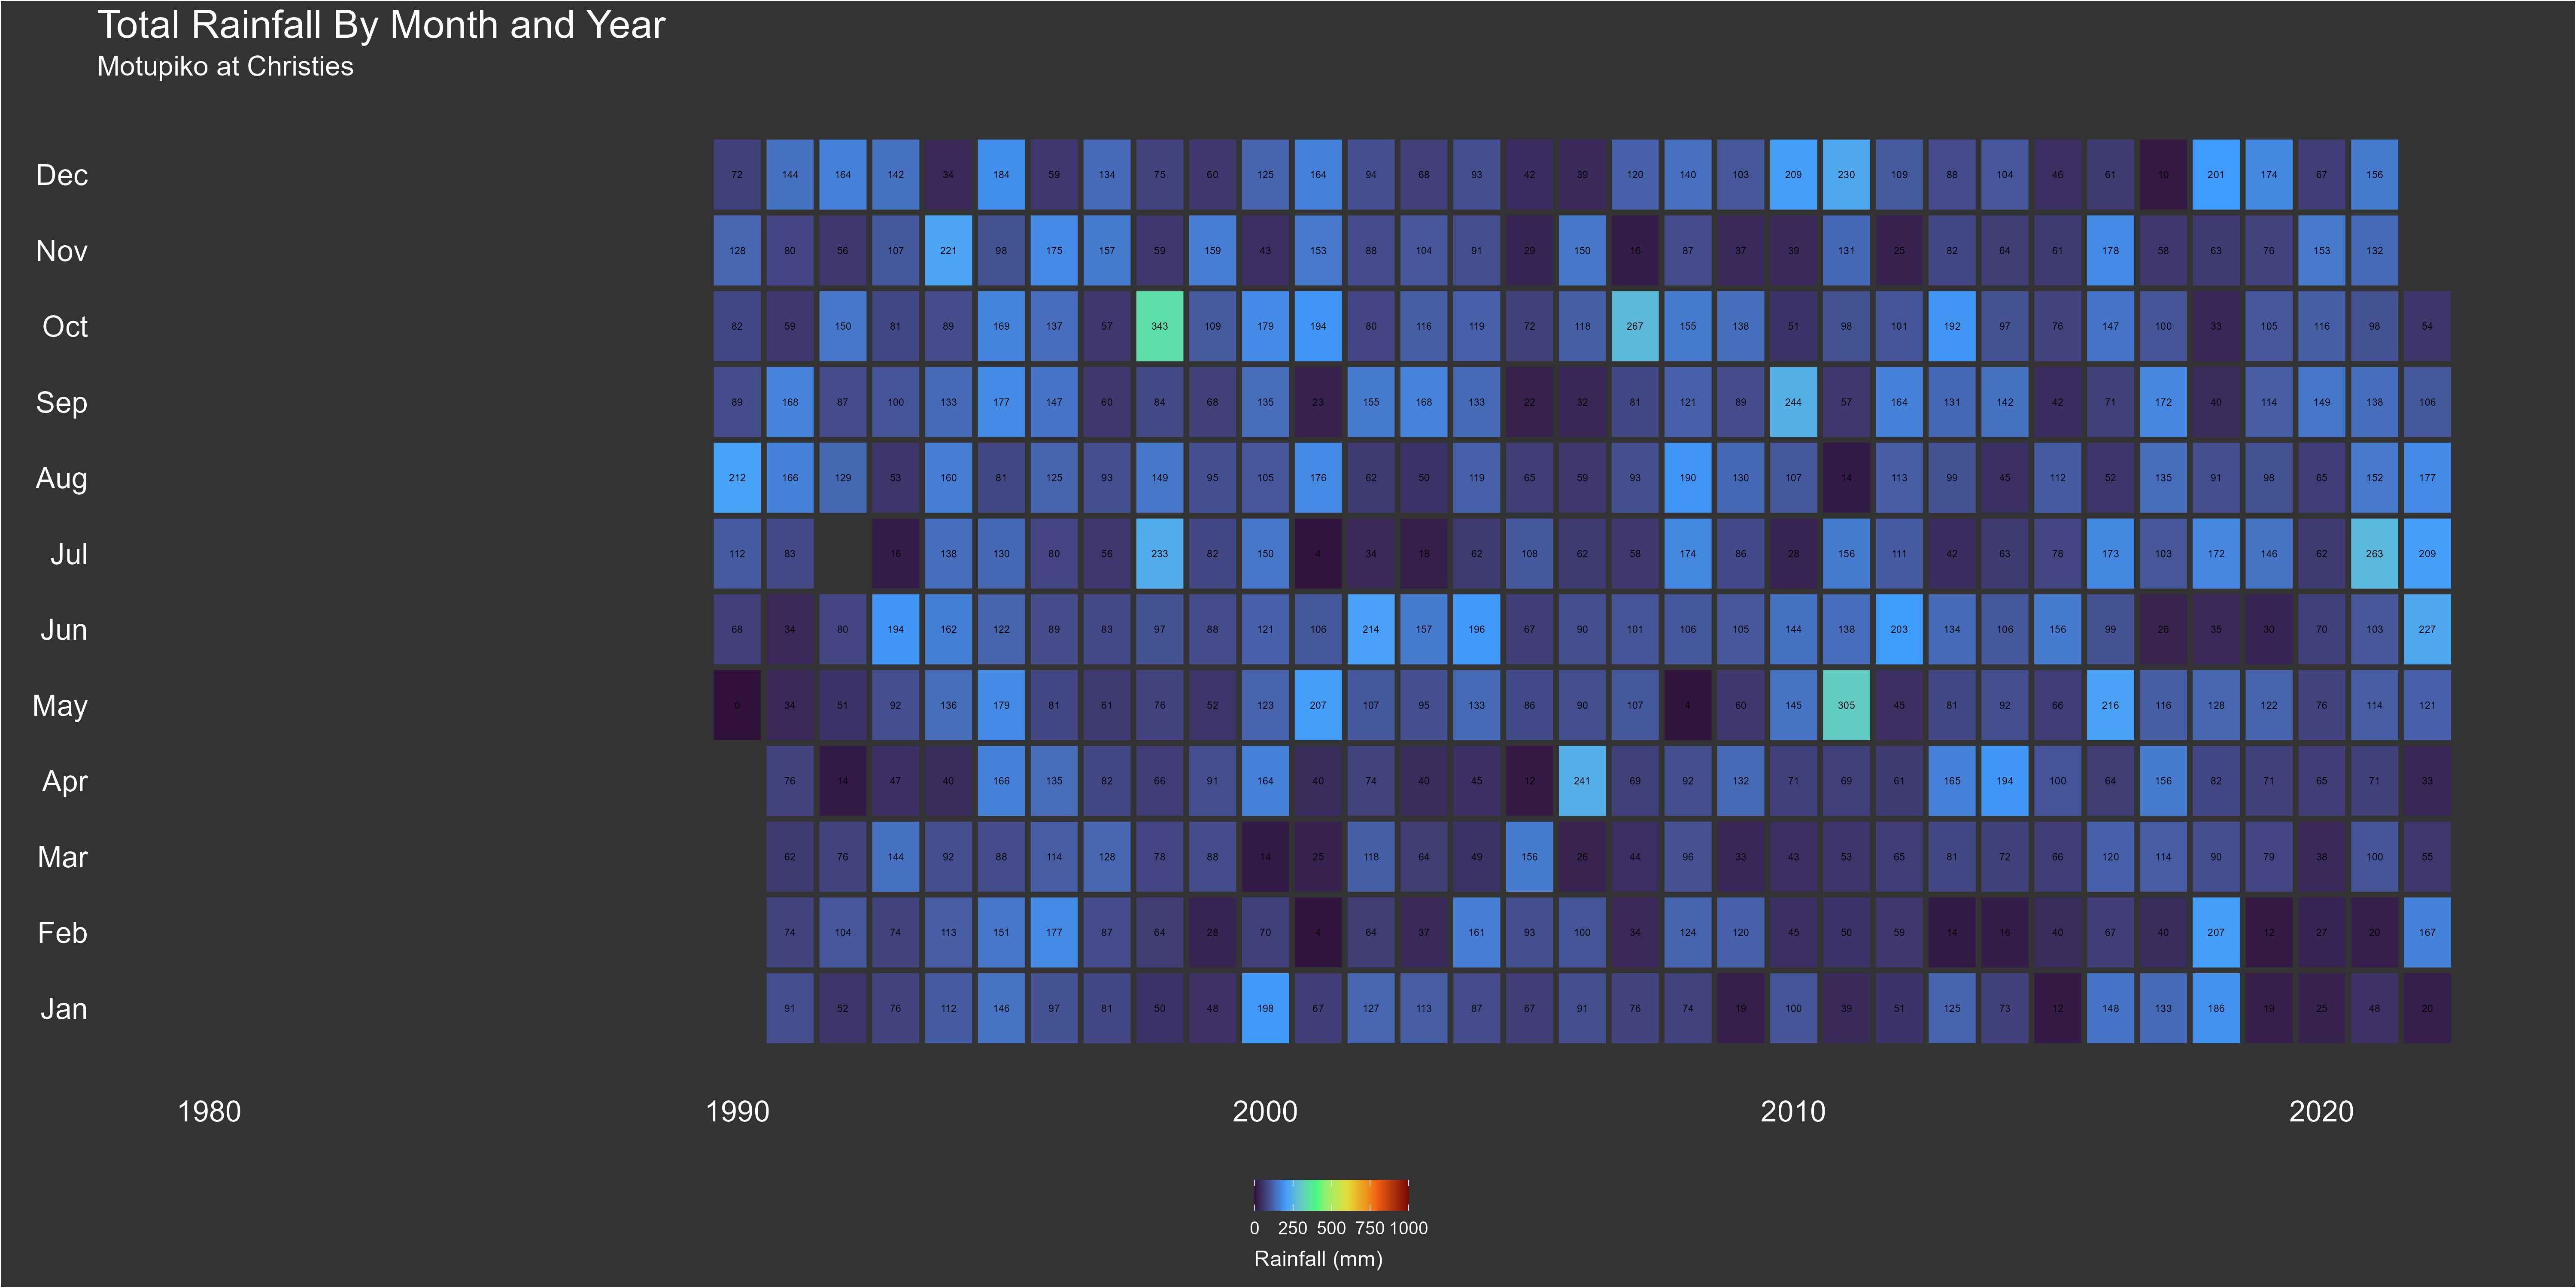 Total Rainfall By Month and Year
Motupiko at Christies
Dec 72 144 164 142 34 184 59 134 75 60 125 164 94 68 93 42 39 120 140 103 209 230 109 88 104 46 61 10 201 174 67 156
Nov 128 80 56 107 221 98 175 157 59 159 43 153 88 104 91 29 150 16 87 37 39 131 25 82 64 61 178 58 63 76 153 132
Oct 82 59 150 81 89 169 137 57 343 109 179 194 80 116 119 72 118 267 155 138 51 98 101 192 97 76 147 100 33 105 116 98 54
Sep 89 168 87 100 133 177 147 60 84 68 135 23 155 168 133 22 32 81 121 89 244 57 164 131 142 42 71 172 40 114 149 138 106
Aug 212 166 129 53 160 81 125 93 149 95 105 176 62 50 119 65 59 93 190 130 107 14 113 99 45 112 52 135 91 98 65 152 177
Jul 112 83 16 138 130 80 56 233 82 150 4 34 18 62 108 62 58 174 86 28 156 111 42 63 78 173 103 172 146 62 263 209
Jun 68 34 80 194 162 122 89 83 97 88 121 106 214 157 196 67 90 101 106 105 144 138 203 134 106 156 99 26 35 30 70 103 227
May 0 34 51 92 136 179 81 61 76 52 123 207 107 95 133 86 90 107 4 60 145 305 45 81 92 66 216 116 128 122 76 114 121
Apr 76 14 47 40 166 135 82 66 91 164 40 74 40 45 12 241 69 92 132 71 69 61 165 194 100 64 156 82 71 65 71 33
Mar 62 76 144 92 88 114 128 78 88 14 25 118 64 49 156 26 44 96 33 43 53 65 81 72 66 120 114 90 79 38 100 55
Feb 74 104 74 113 151 177 87 64 28 70 4 64 37 161 93 100 34 124 120 45 50 59 14 16 40 67 40 207 12 27 20 167
Jan 91 52 76 112 146 97 81 50 48 198 67 127 113 87 67 91 76 74 19 100 39 51 125 73 12 148 133 186 19 25 48 20
1980 1990 2000 2010 2020
0 250 500 750 1000
Rainfall (mm)